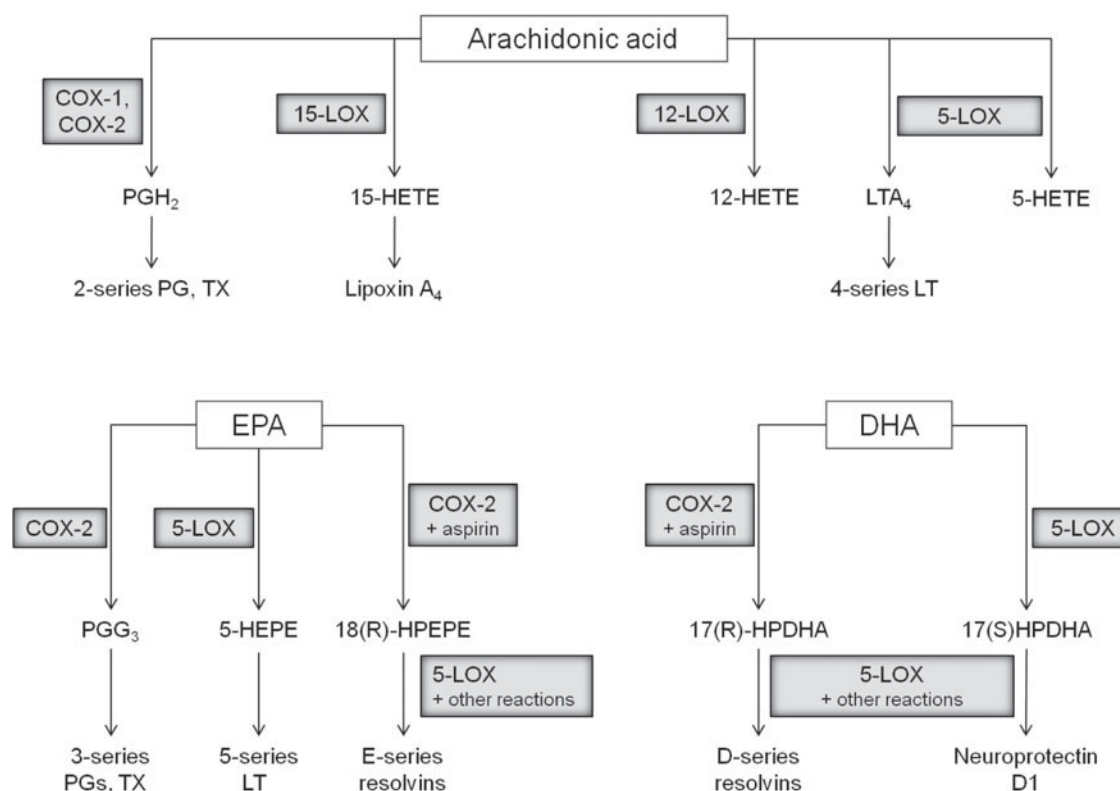 Arachidonic acid
COX-1,
COX-2
15-LOX
12-LOX
5-LOX
PGH₂
15-HETE
12-HETE
LTA₄
5-HETE
2-series PG, TX
Lipoxin A₄
4-series LT
EPA
DHA
COX-2
5-LOX
COX-2
+ aspirin
COX-2
+ aspirin
5-LOX
PGG₃
5-HEPE
18(R)-HPEPE
17(R)-HPDHA
17(S)HPDHA
5-LOX
+ other reactions
5-LOX
+ other reactions
3-series
PGs, TX
5-series
LT
E-series
resolvins
D-series
resolvins
Neuroprotectin
D1